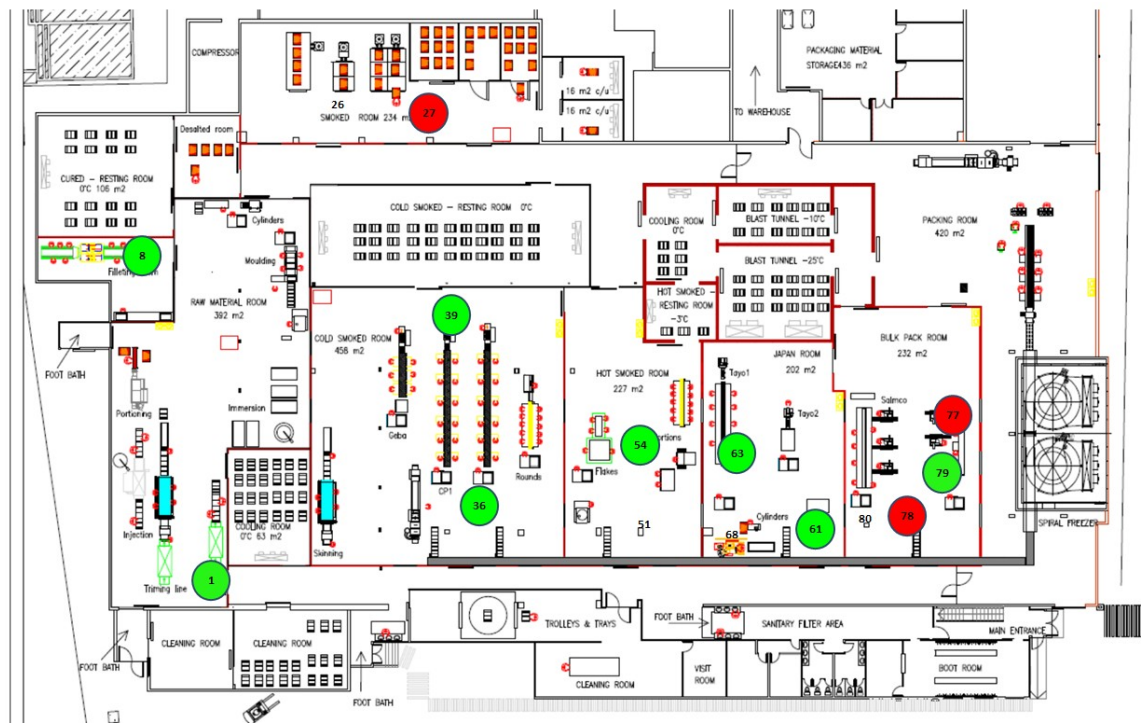 COMPRESSOR
PACKAGING MATERIAL
STORAGE436 m2
16 m2 c/u
16 m2 c/u
26
27
SMOKED ROOM 234 m
TO WAREHOUSE
Desalted room
CURED – RESTING ROOM
0°C 106 m2
COLD SMOKED – RESTING ROOM 0°C
Cylinders
COOLING ROOM
0°C
BLAST TUNNEL –10°C
PACKING ROOM
420 m2
8
Moulding
BLAST TUNNEL –25°C
HOT SMOKED –
RESTING ROOM
–3°C
RAW MATERIAL ROOM
392 m2
39
COLD SMOKED ROOM
456 m2
BULK PACK ROOM
232 m2
JAPAN ROOM
202 m2
HOT SMOKED ROOM
227 m2
FOOT BATH
Tayo1
Portioning
Immersion
Salmco
Tayo2
77
Geba
54
63
Flakes
79
CP1
Rounds
36
COOLING ROOM
0°C 63 m2
Injection
Skinning
51
Cylinders
68
61
80
78
SPIRAL FREEZER
1
Triming line
TROLLEYS & TRAYS
FOOT BATH
SANITARY FILTER AREA
MAIN ENTRANCE
CLEANING ROOM
CLEANING ROOM
FOOT BATH
FOOT BATH
CLEANING ROOM
VISIT
ROOM
BOOT ROOM